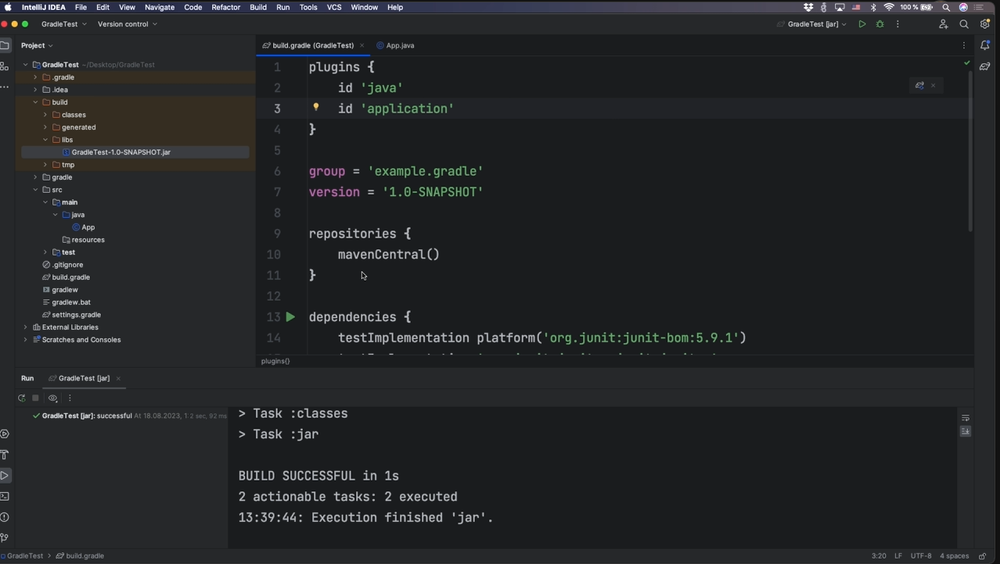 IntelliJ IDEA File Edit View Navigate Code Refactor Build Run Tools VCS Window Help 100 %
GradleTest Version control GradleTest [jar]
Project
build.gradle (GradleTest) App.java
GradleTest ~/Desktop/GradleTest
.gradle
.idea
build
classes
generated
libs
GradleTest-1.0-SNAPSHOT.jar
tmp
gradle
src
main
java
App
resources
test
.gitignore
build.gradle
gradlew
gradlew.bat
settings.gradle
External Libraries
Scratches and Consoles
1 plugins {
2 id 'java'
3 id 'application'
4 }
5
6 group = 'example.gradle'
7 version = '1.0-SNAPSHOT'
8
9 repositories {
10 mavenCentral()
11 }
12
13 dependencies {
14 testImplementation platform('org.junit:junit-bom:5.9.1')
plugins{}
Run GradleTest [jar]
GradleTest [jar]: successful At 18.08.2023, 1: 2 sec, 92 ms
> Task :classes
> Task :jar
BUILD SUCCESSFUL in 1s
2 actionable tasks: 2 executed
13:39:44: Execution finished 'jar'.
GradleTest > build.gradle 3:20 LF UTF-8 4 spaces